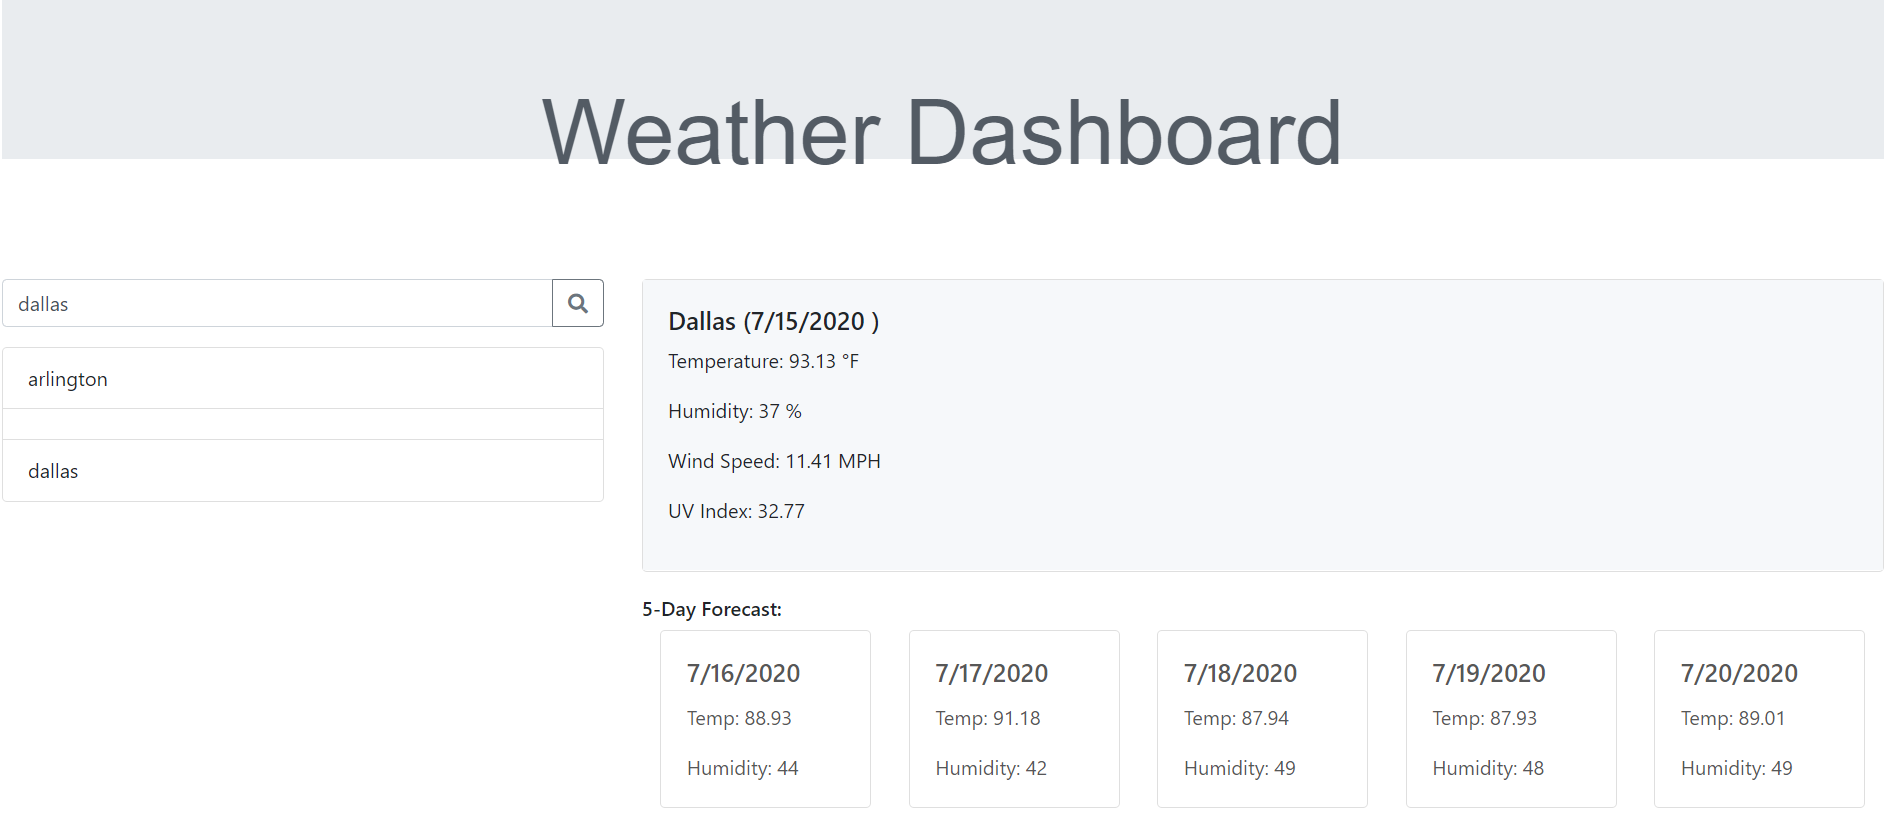 Weather Dashboard
dallas
arlington
dallas
Dallas (7/15/2020 )
Temperature: 93.13 °F
Humidity: 37 %
Wind Speed: 11.41 MPH
UV Index: 32.77
5-Day Forecast:
7/16/2020
Temp: 88.93
Humidity: 44
7/17/2020
Temp: 91.18
Humidity: 42
7/18/2020
Temp: 87.94
Humidity: 49
7/19/2020
Temp: 87.93
Humidity: 48
7/20/2020
Temp: 89.01
Humidity: 49